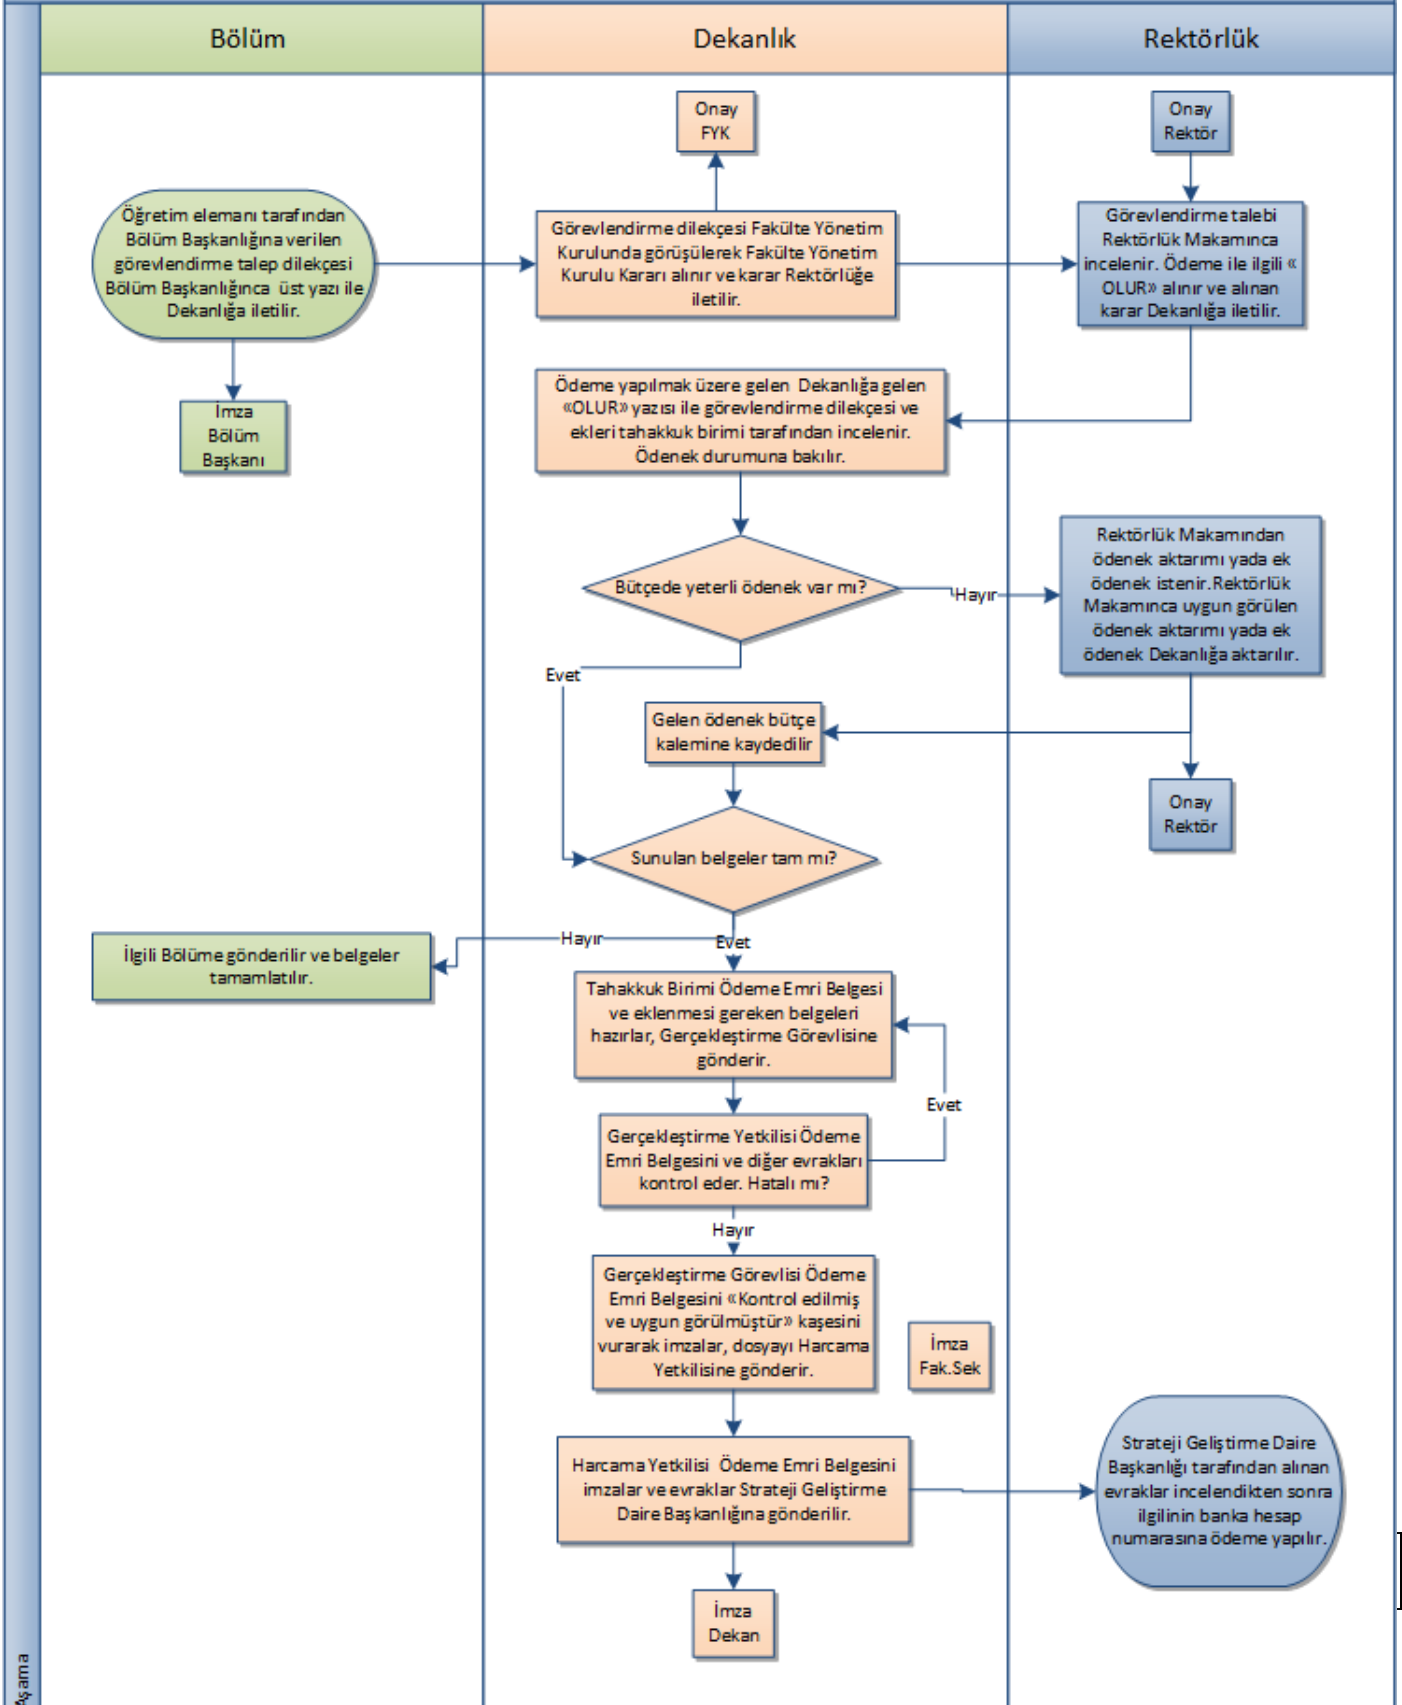 Bölüm
Dekanlık
Rektörlük
Onay
FYK
Onay
Rektör
Öğretim elemanı tarafından
Bölüm Başkanlığına verilen
görevlendirme talep dilekçesi
Bölüm Başkanlığınca üst yazı ile
Dekanlığa iletilir.
Görevlendirme dilekçesi Fakülte Yönetim
Kurulunda görüşülerek Fakülte Yönetim
Kurulu Kararı alınır ve karar Rektörlüğe
iletilir.
Görevlendirme talebi
Rektörlük Makamınca
incelenir. Ödeme ile ilgili «
OLUR» alınır ve alınan
karar Dekanlığa iletilir.
İmza
Bölüm
Başkanı
Ödeme yapılmak üzere gelen Dekanlığa gelen
«OLUR» yazısı ile görevlendirme dilekçesi ve
ekleri tahakkuk birimi tarafından incelenir.
Ödenek durumuna bakılır.
Bütçede yeterli ödenek var mı?
Hayır
Rektörlük Makamından
ödenek aktarımı yada ek
ödenek istenir.Rektörlük
Makamınca uygun görülen
ödenek aktarımı yada ek
ödenek Dekanlığa aktarılır.
Evet
Gelen ödenek bütçe
kalemine kaydedilir
Onay
Rektör
Sunulan belgeler tam mı?
Hayır
Evet
İlgili Bölüme gönderilir ve belgeler
tamamlatılır.
Tahakkuk Birimi Ödeme Emri Belgesi
ve eklenmesi gereken belgeleri
hazırlar, Gerçekleştirme Görevlisine
gönderir.
Evet
Gerçekleştirme Yetkilisi Ödeme
Emri Belgesini ve diğer evrakları
kontrol eder. Hatalı mı?
Hayır
Gerçekleştirme Görevlisi Ödeme
Emri Belgesini «Kontrol edilmiş
ve uygun görülmüştür» kaşesini
vurarak imzalar, dosyayı Harcama
Yetkilisine gönderir.
İmza
Fak.Sek
Harcama Yetkilisi Ödeme Emri Belgesini
imzalar ve evraklar Strateji Geliştirme
Daire Başkanlığına gönderilir.
Strateji Geliştirme Daire
Başkanlığı tarafından alınan
evraklar incelendikten sonra
ilgilinin banka hesap
numarasına ödeme yapılır.
İmza
Dekan
Aşama